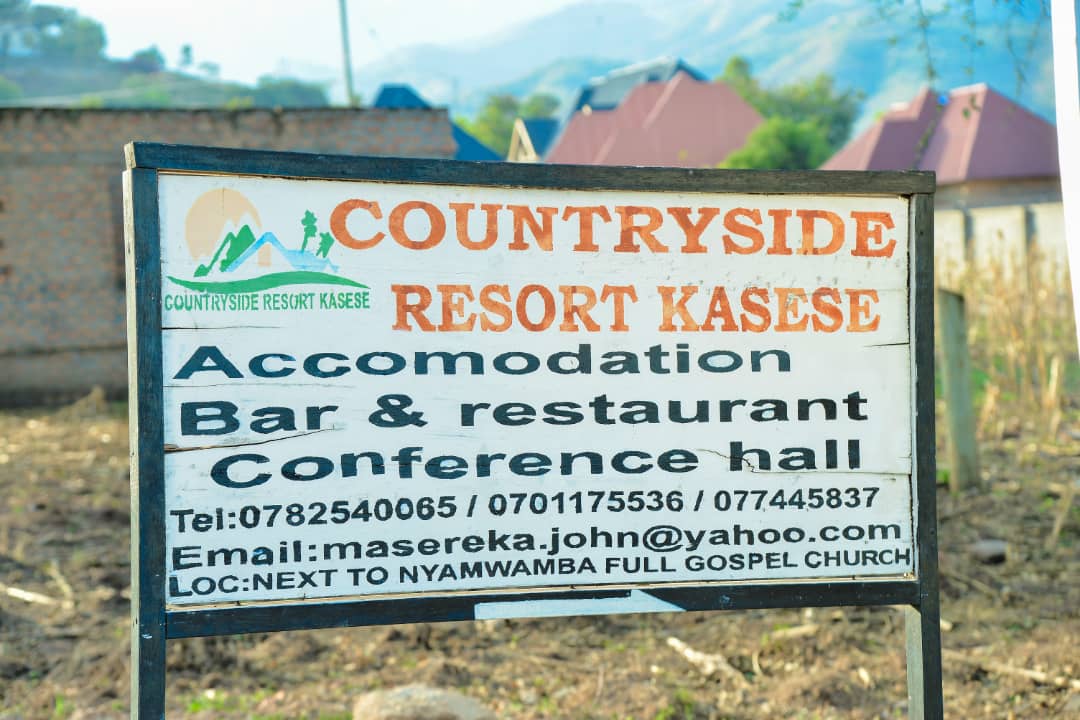 COUNTRYSIDE
RESORT KASESE
COUNTRYSIDE RESORT KASESE
Accomodation
Bar & restaurant
Conference hall
Tel:0782540065 / 0701175536 / 077445837
Email:masereka.john@yahoo.com
LOC:NEXT TO NYAMWAMBA FULL GOSPEL CHURCH